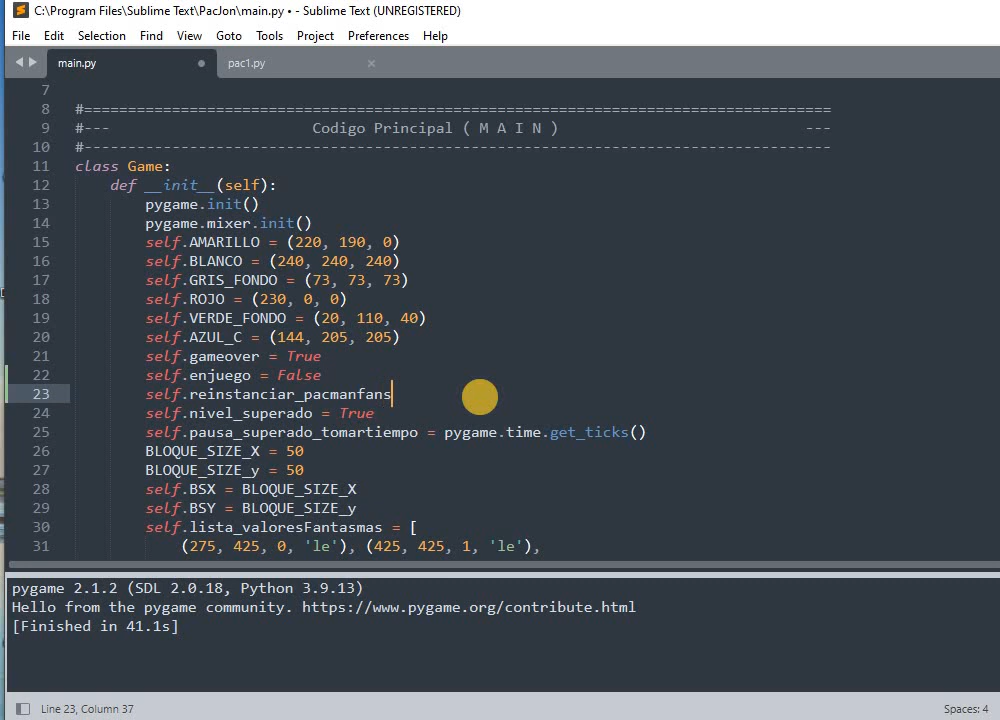 C:\Program Files\Sublime Text\PacJon\main.py • - Sublime Text (UNREGISTERED)
File Edit Selection Find View Goto Tools Project Preferences Help
main.py pac1.py
7
8 #=====================================================================================
9 #--- Codigo Principal ( M A I N ) ---
10 #-------------------------------------------------------------------------------------
11 class Game:
12 def __init__(self):
13 pygame.init()
14 pygame.mixer.init()
15 self.AMARILLO = (220, 190, 0)
16 self.BLANCO = (240, 240, 240)
17 self.GRIS_FONDO = (73, 73, 73)
18 self.ROJO = (230, 0, 0)
19 self.VERDE_FONDO = (20, 110, 40)
20 self.AZUL_C = (144, 205, 205)
21 self.gameover = True
22 self.enjuego = False
23 self.reinstanciar_pacmanfans
24 self.nivel_superado = True
25 self.pausa_superado_tomartiempo = pygame.time.get_ticks()
26 BLOQUE_SIZE_X = 50
27 BLOQUE_SIZE_y = 50
28 self.BSX = BLOQUE_SIZE_X
29 self.BSY = BLOQUE_SIZE_y
30 self.lista_valoresFantasmas = [
31 (275, 425, 0, 'le'), (425, 425, 1, 'le'),
pygame 2.1.2 (SDL 2.0.18, Python 3.9.13)
Hello from the pygame community. https://www.pygame.org/contribute.html
[Finished in 41.1s]
Line 23, Column 37 Spaces: 4